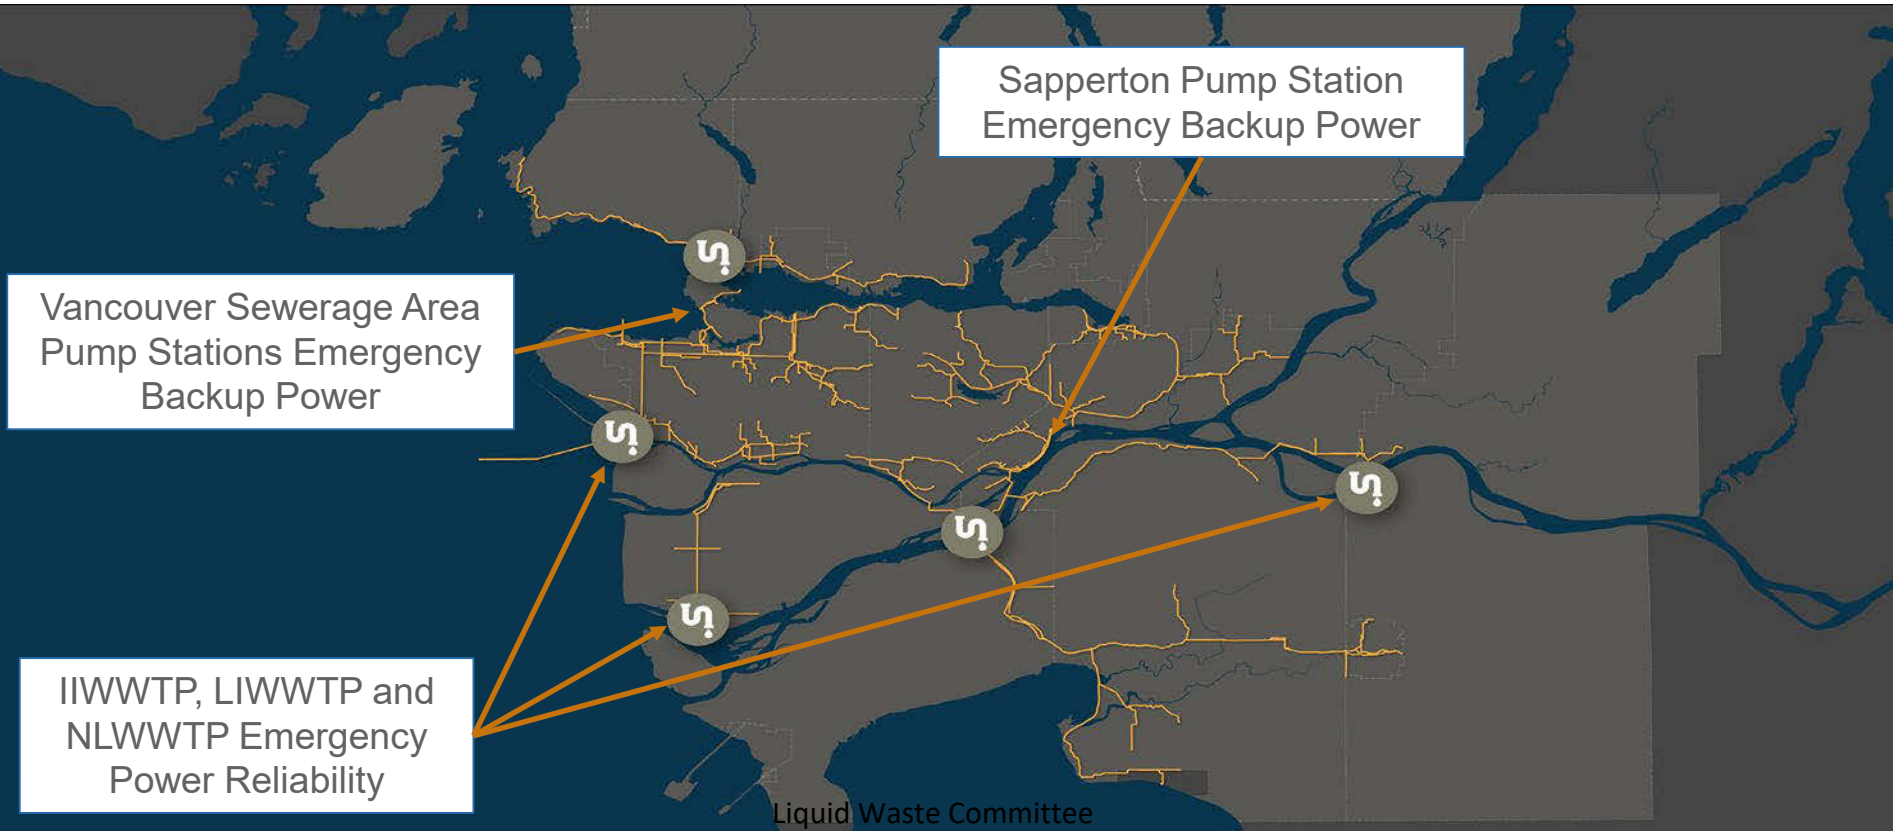 Sapperton Pump Station
Emergency Backup Power
Vancouver Sewerage Area
Pump Stations Emergency
Backup Power
IIWWTP, LIWWTP and
NLWWTP Emergency
Power Reliability
Liquid Waste Committee